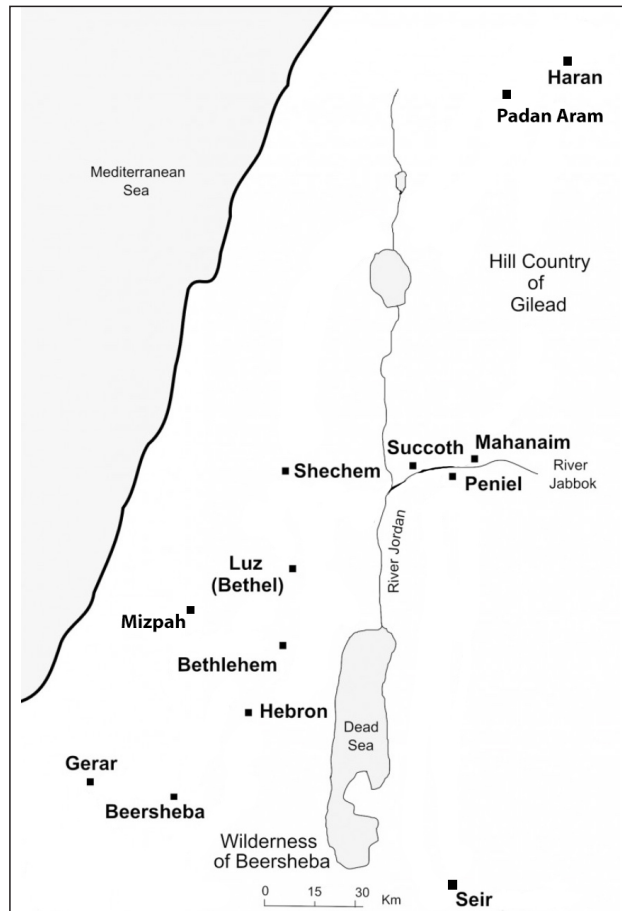 Haran
Padan Aram
Mediterranean
Sea
Hill Country
of
Gilead
Succoth
Mahanaim
Shechem
Peniel
River
Jabbok
River Jordan
Luz
(Bethel)
Mizpah
Bethlehem
Hebron
Dead
Sea
Gerar
Beersheba
Wilderness
of Beersheba
0 15 30 Km
Seir